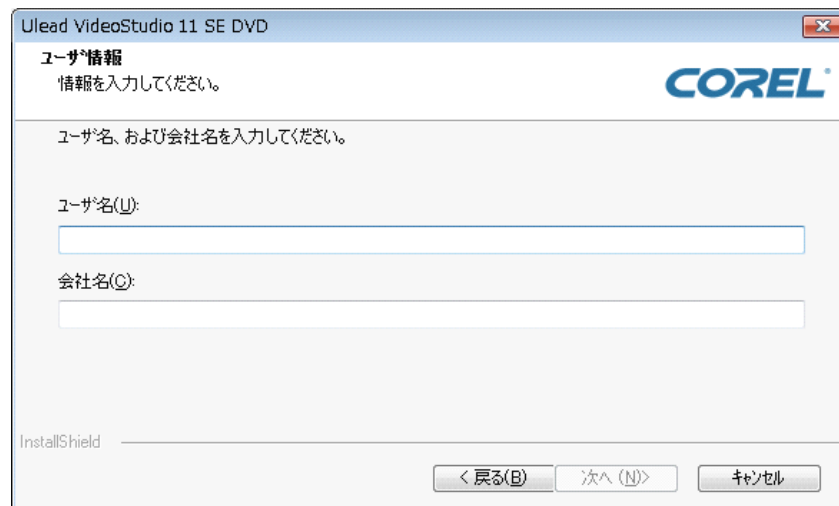 Ulead VideoStudio 11 SE DVD
ユーザ情報
情報を入力してください。
COREL
ユーザ名、および会社名を入力してください。
ユーザ名(U):
会社名(C):
InstallShield
< 戻る(B)
次へ (N)>
キャンセル